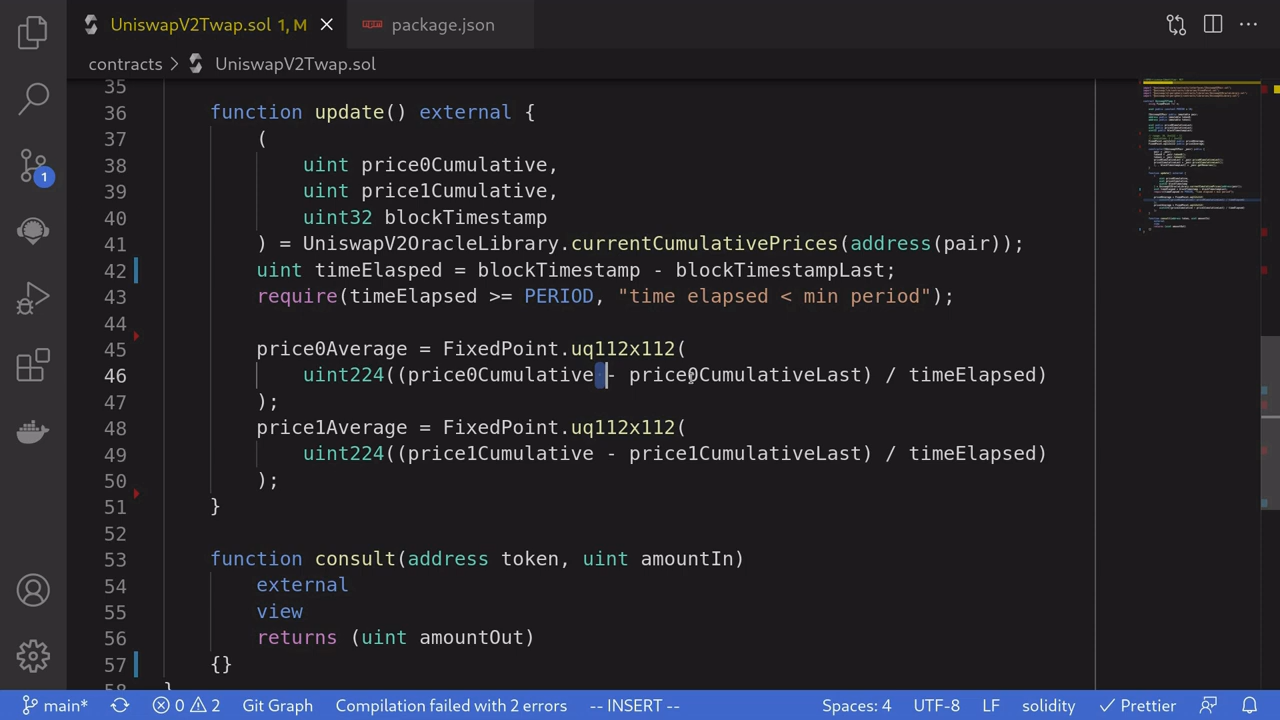 UniswapV2Twap.sol 1, M
package.json
contracts > UniswapV2Twap.sol
35
36 function update() external {
37 (
38 uint price0Cumulative,
39 uint price1Cumulative,
40 uint32 blockTimestamp
41 ) = UniswapV2OracleLibrary.currentCumulativePrices(address(pair));
42 uint timeElasped = blockTimestamp - blockTimestampLast;
43 require(timeElapsed >= PERIOD, "time elapsed < min period");
44
45 price0Average = FixedPoint.uq112x112(
46 uint224((price0Cumulative - price0CumulativeLast) / timeElapsed)
47 );
48 price1Average = FixedPoint.uq112x112(
49 uint224((price1Cumulative - price1CumulativeLast) / timeElapsed)
50 );
51 }
52
53 function consult(address token, uint amountIn)
54 external
55 view
56 returns (uint amountOut)
57 {}
58 }
1
main* 0 2 Git Graph Compilation failed with 2 errors -- INSERT -- Spaces: 4 UTF-8 LF solidity Prettier